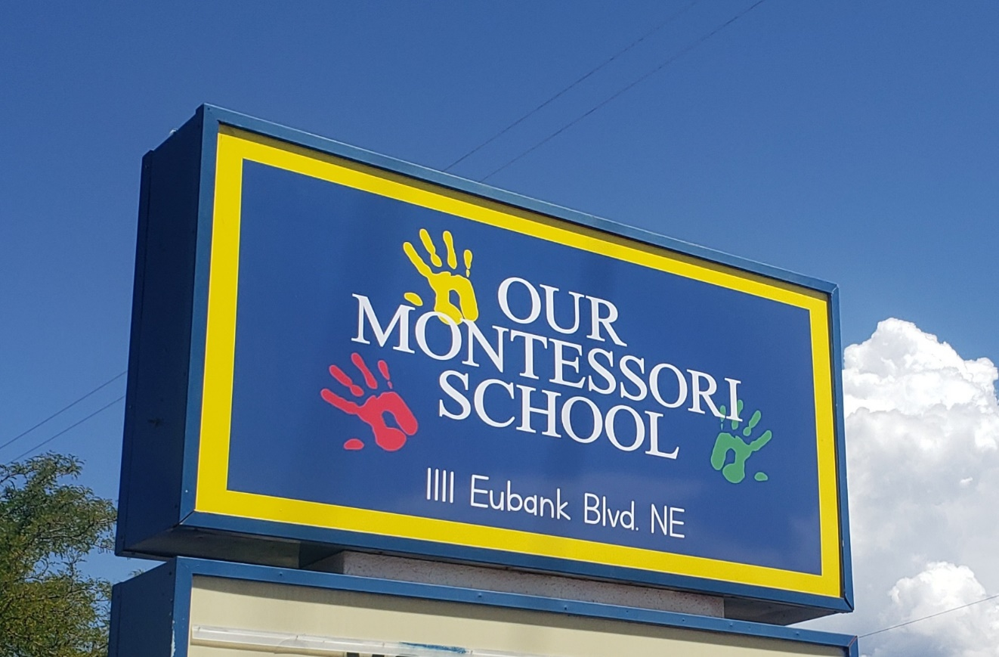 OUR
MONTESSORI
SCHOOL
1111 Eubank Blvd. NE